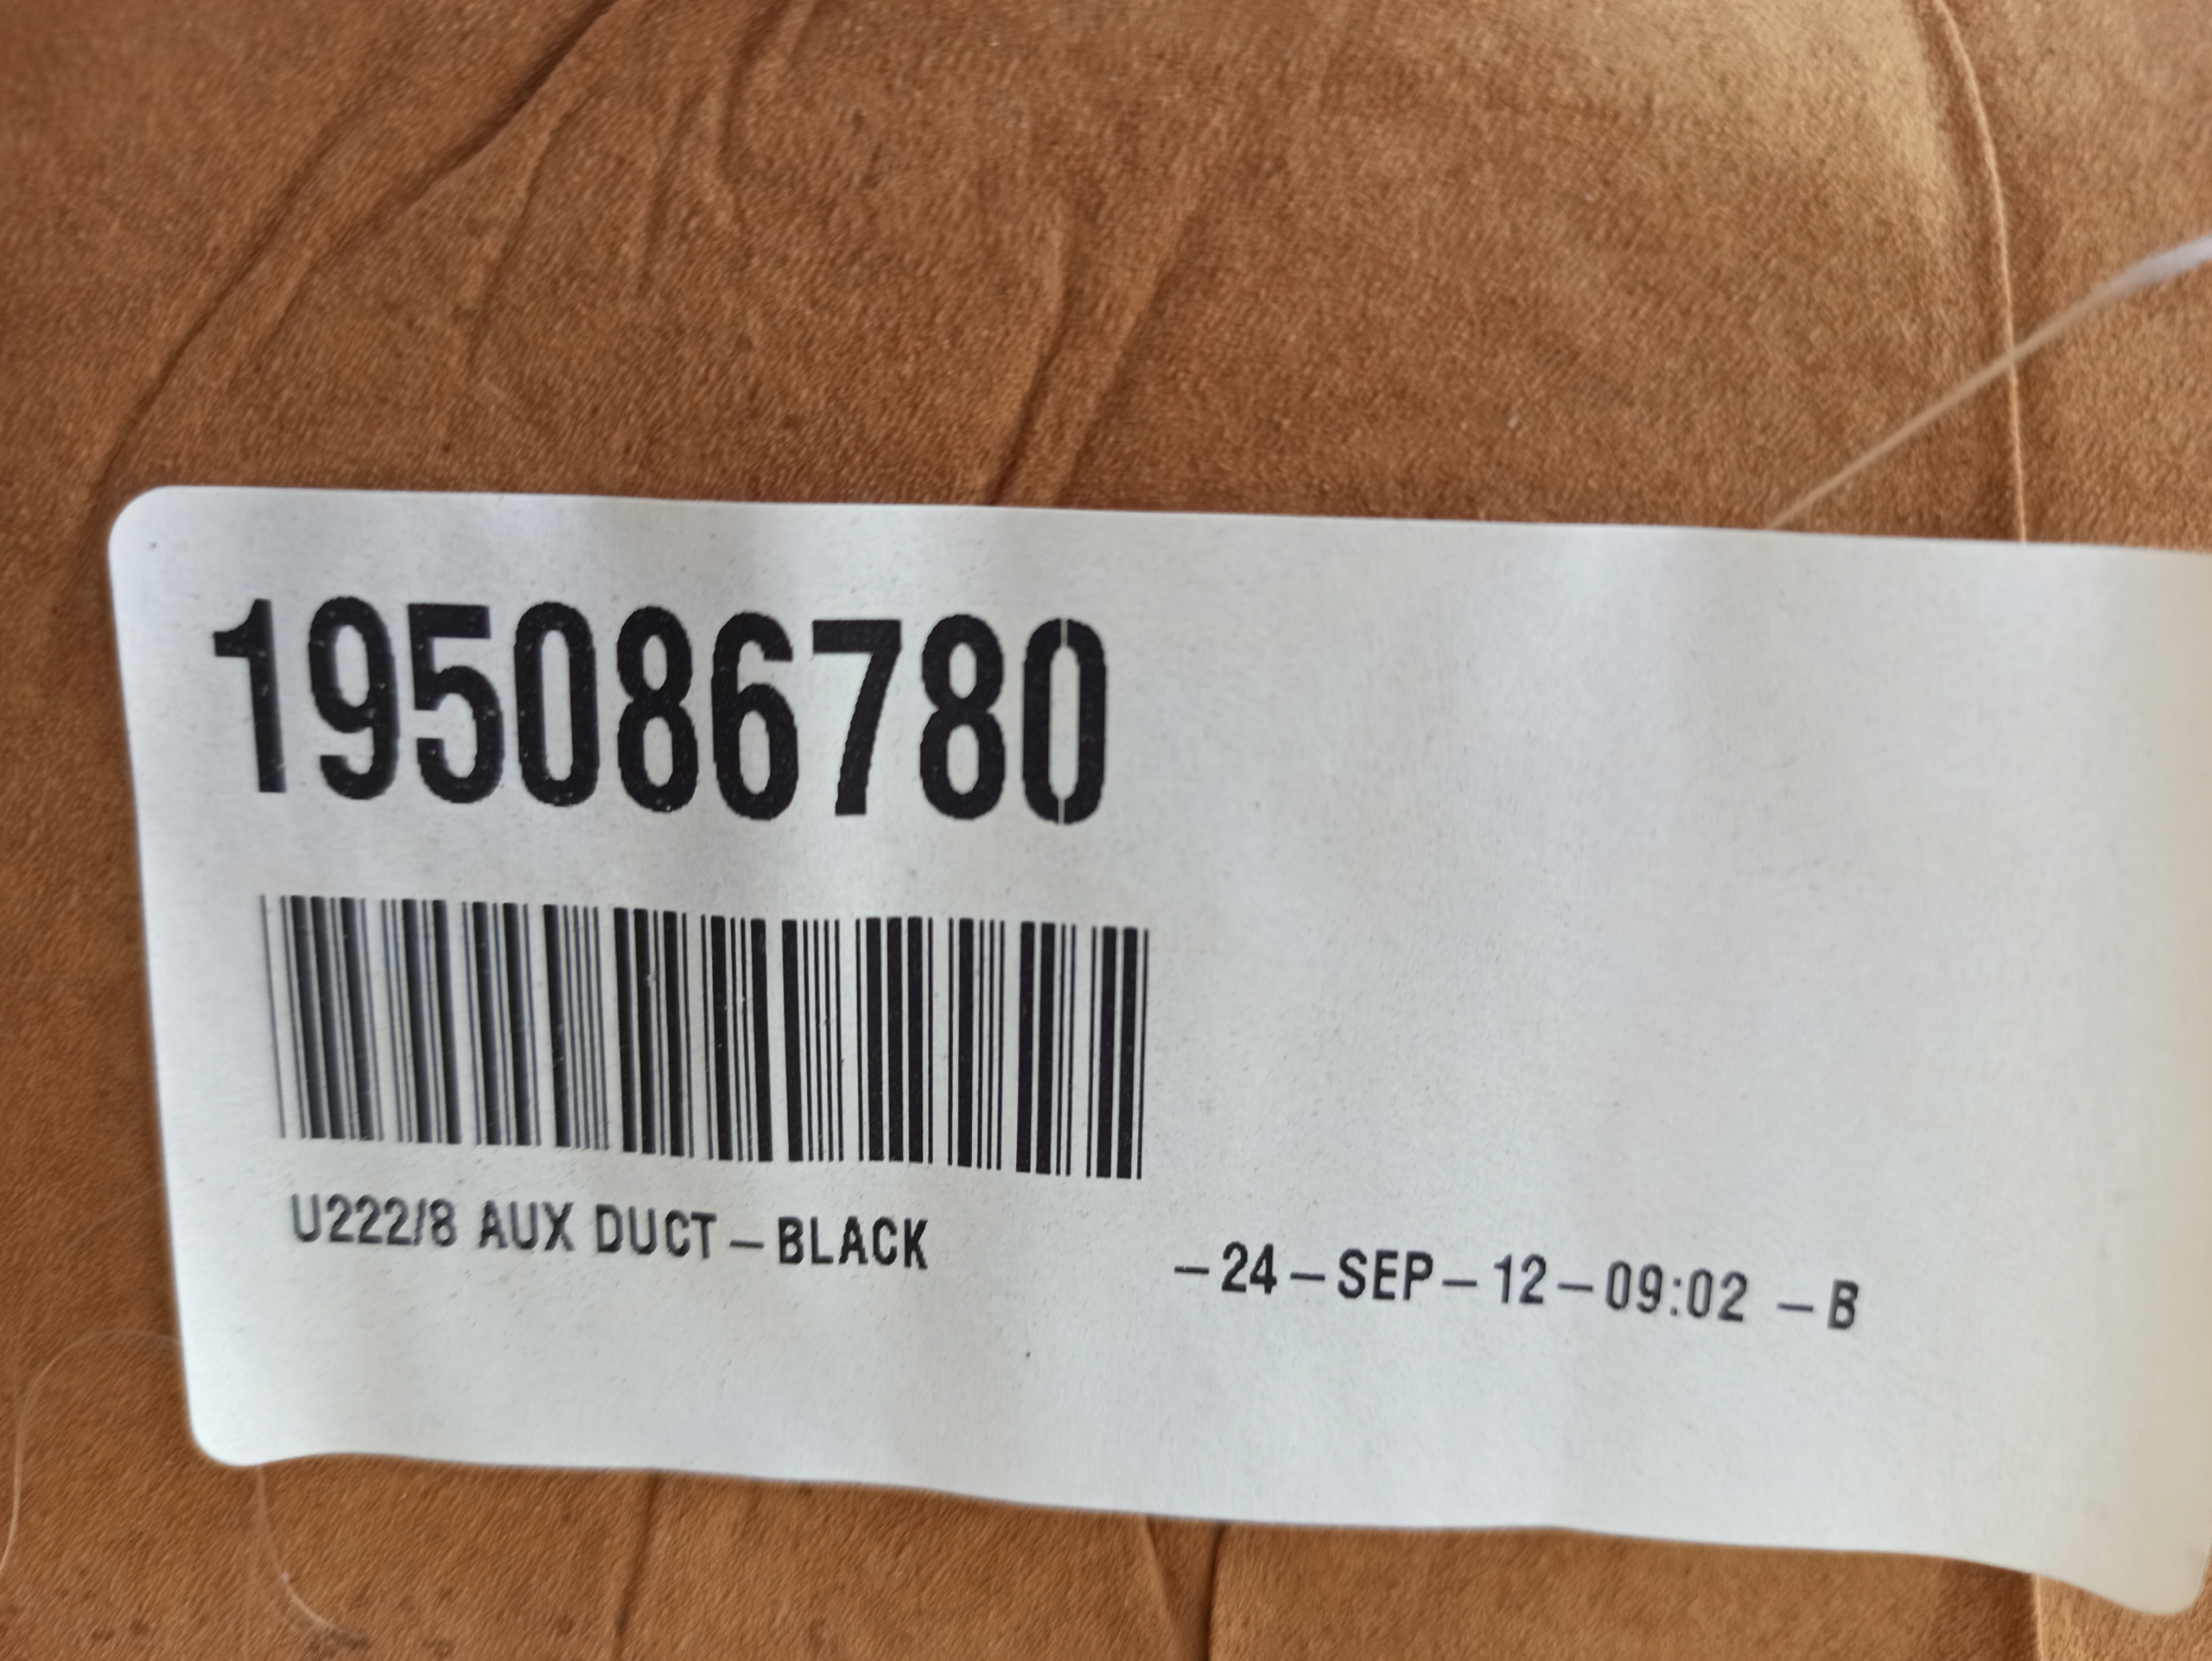 195086780
U222/8 AUX DUCT-BLACK
-24-SEP-12-09:02 -B